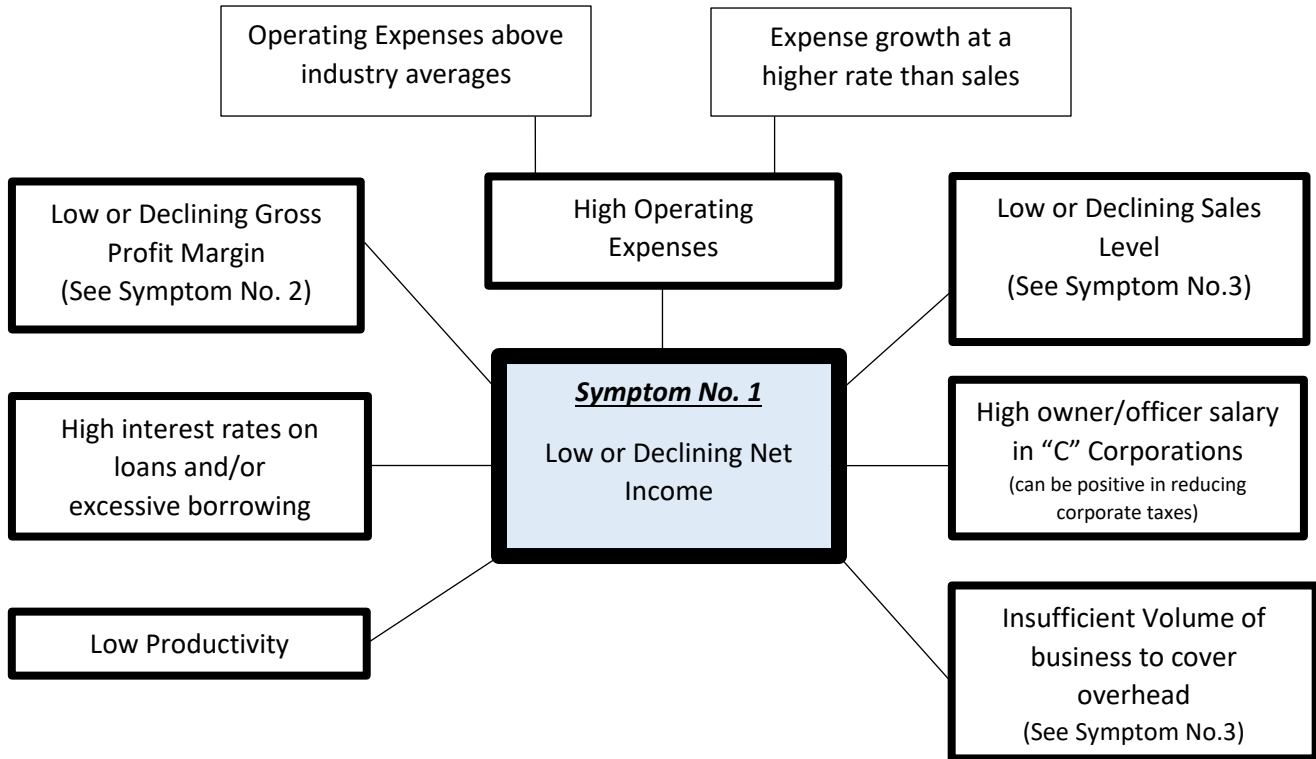 Operating Expenses above
industry averages
Expense growth at a
higher rate than sales
Low or Declining Gross
Profit Margin
(See Symptom No. 2)
High Operating
Expenses
Low or Declining Sales
Level
(See Symptom No.3)
High interest rates on
loans and/or
excessive borrowing
Symptom No. 1
Low or Declining Net
Income
High owner/officer salary
in “C” Corporations
(can be positive in reducing
corporate taxes)
Low Productivity
Insufficient Volume of
business to cover
overhead
(See Symptom No.3)